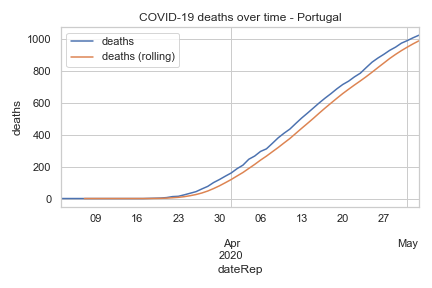 COVID-19 deaths over time - Portugal
deaths
deaths (rolling)
1000
800
600
400
200
0
deaths
09 16 23 30 06 13 20 27
Apr May
2020
dateRep